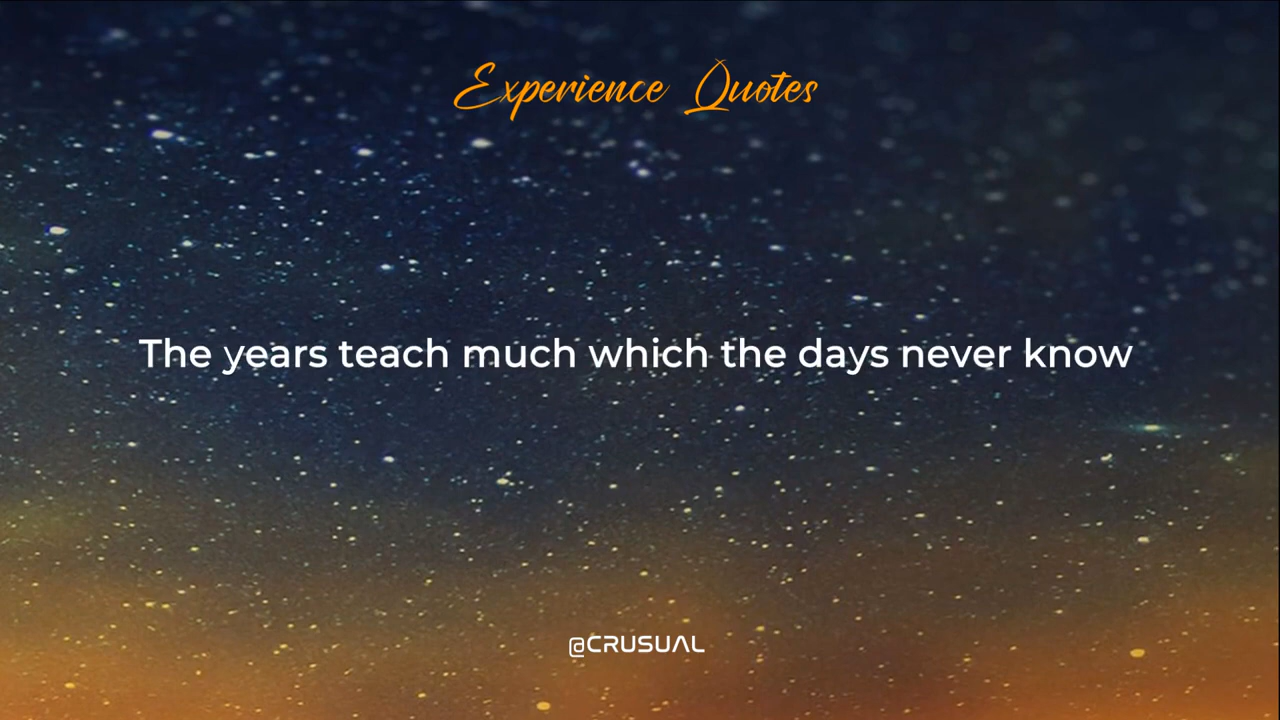 Experience Quotes
The years teach much which the days never know
@CRUSUAL